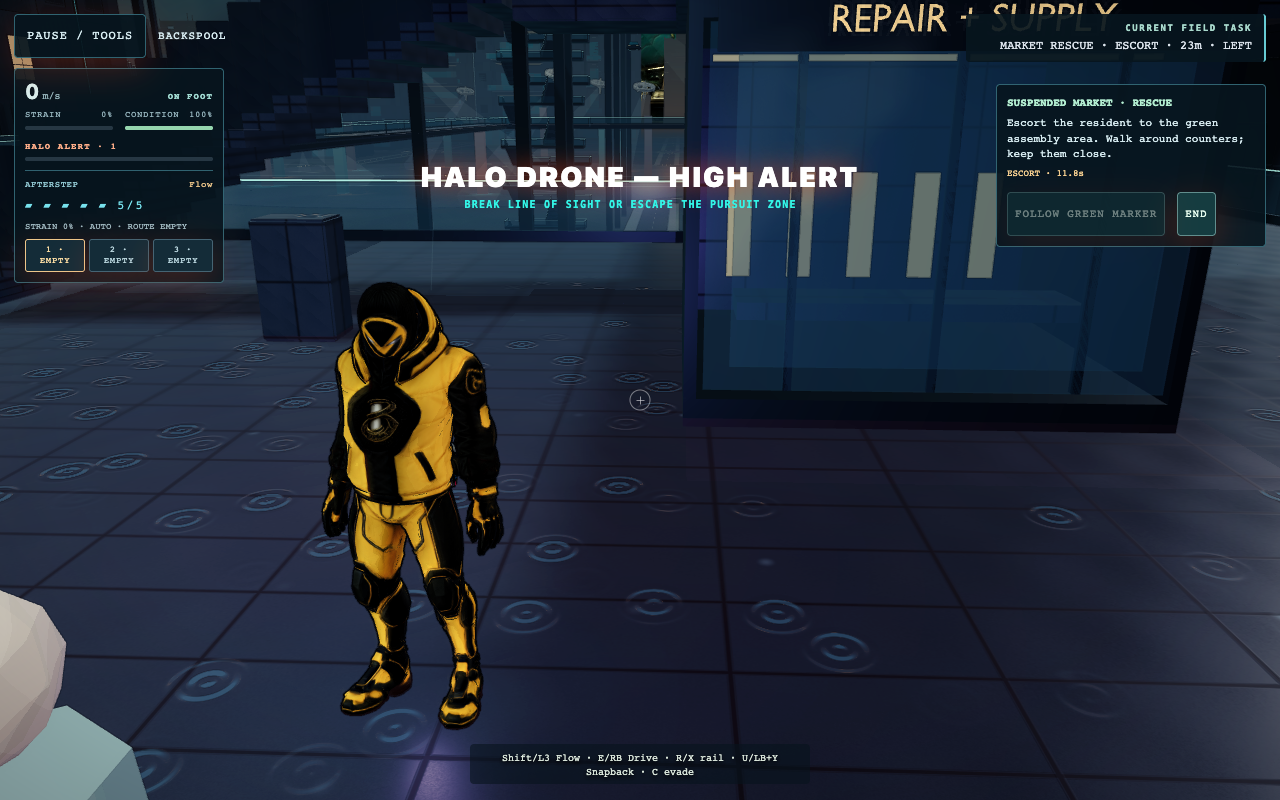 REPAIR + SUPPLY
PAUSE / TOOLS
BACKSPOOL
CURRENT FIELD TASK
MARKET RESCUE · ESCORT · 23m · LEFT
0 m/s
ON FOOT
STRAIN 0%
CONDITION 100%
HALO ALERT · 1
AFTERSTEP
Flow
5/5
STRAIN 0% · AUTO · ROUTE EMPTY
1 · EMPTY
2 · EMPTY
3 · EMPTY
SUSPENDED MARKET · RESCUE
Escort the resident to the green
assembly area. Walk around counters;
keep them close.
ESCORT · 11.8s
FOLLOW GREEN MARKER
END
HALO DRONE — HIGH ALERT
BREAK LINE OF SIGHT OR ESCAPE THE PURSUIT ZONE
Shift/L3 Flow · E/RB Drive · R/X rail · U/LB+Y
Snapback · C evade